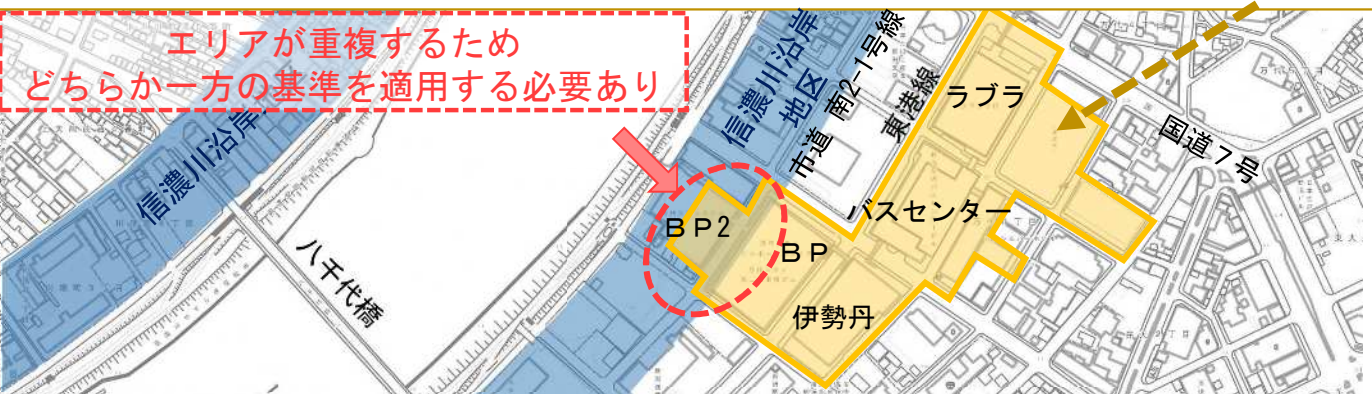 エリアが重複するため
どちらか一方の基準を適用する必要あり
信濃川沿岸
信濃川沿岸
地区
市道 南2-1号線
東港線
ラブラ
国道7号
バスセンター
BP2
BP
伊勢丹
八千代橋